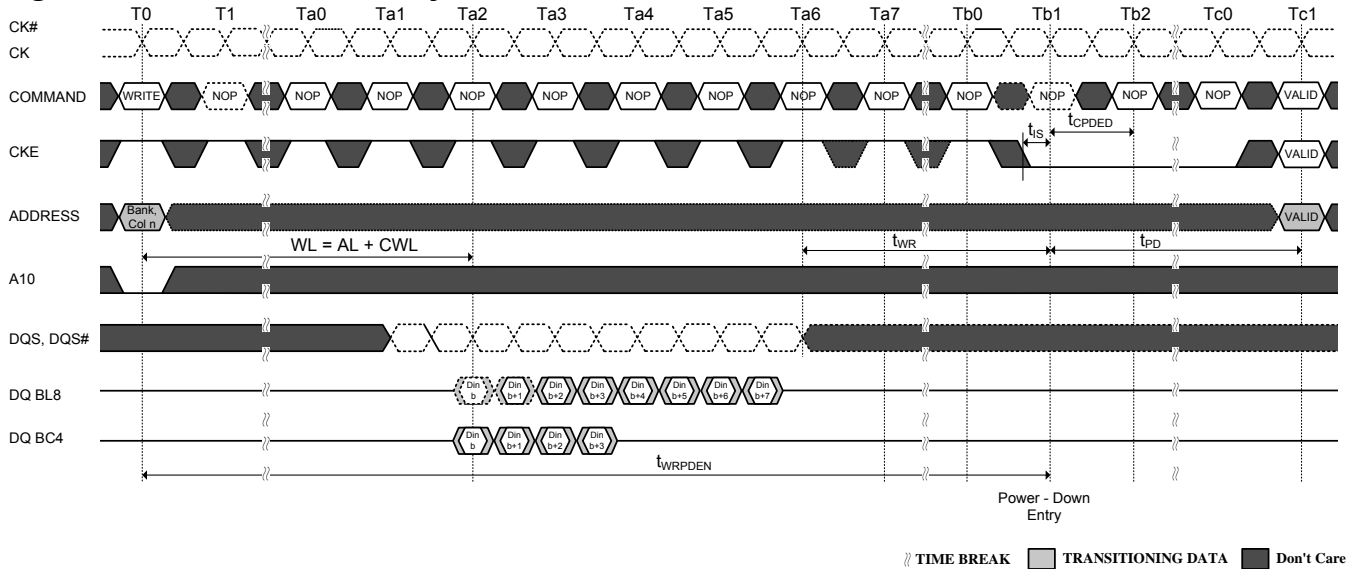 T0 T1 Ta0 Ta1 Ta2 Ta3 Ta4 Ta5 Ta6 Ta7 Tb0 Tb1 Tb2 Tc0 Tc1
CK#
CK
COMMAND WRITE NOP NOP NOP NOP NOP NOP NOP NOP NOP NOP NOP NOP NOP VALID
tIS tCPDED
CKE VALID
ADDRESS Bank, Col n VALID
WL = AL + CWL tWR tPD
A10
DQS, DQS#
DQ BL8 Din b Din b+1 Din b+2 Din b+3 Din b+4 Din b+5 Din b+6 Din b+7
DQ BC4 Din b Din b+1 Din b+2 Din b+3
tWRPDEN
Power - Down
Entry
TIME BREAK TRANSITIONING DATA Don't Care